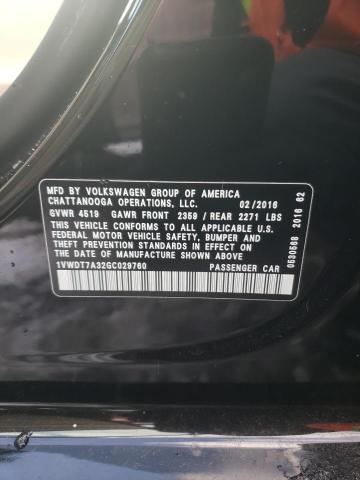 MFD BY VOLKSWAGEN GROUP OF AMERICA
CHATTANOOGA OPERATIONS, LLC. 02/2016
GVWR 4519 GAWR FRONT 2359/REAR 2271 LBS
THIS VEHICLE CONFORMS TO ALL APPLICABLE U.S.
FEDERAL MOTOR VEHICLE SAFETY, BUMPER AND
THEFT PREVENTION STANDARDS IN EFFECT ON
THE DATE OF MANUFACTURE SHOWN ABOVE
1VWDT7A32GC029760 PASSENGER CAR
0530568 2016 62